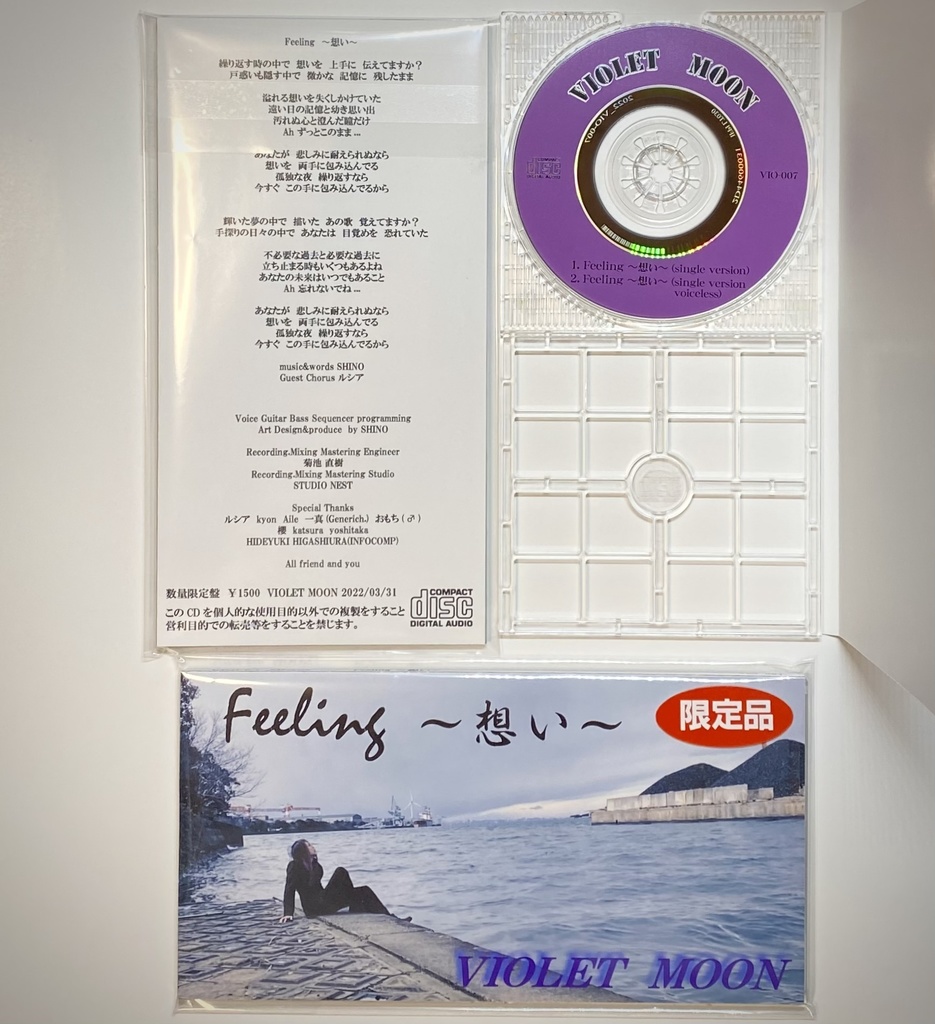 Feeling ～想い～
繰り返す時の中で 想いを 上手に 伝えてますか？
戸惑いも隠す中で 微かな 記憶に 残したまま
溢れる想いを失くしかけていた
遠い日の記憶と幼き思い出
汚れぬ心と澄んだ瞳だけ
Ah ずっとこのまま...
あなたが 悲しみに耐えられぬなら
想いを 両手に包み込んでる
孤独な夜 繰り返すなら
今すぐ この手に包み込んでるから
輝いた夢の中で 描いた あの歌 覚えてますか？
手探りの日々の中で あなたは 目覚めを 恐れていた
不必要な過去と必要な過去に
立ち止まる時もいくつもあるよね
あなたの未来はいつでもあること
Ah 忘れないでね...
あなたが 悲しみに耐えられぬなら
想いを 両手に包み込んでる
孤独な夜 繰り返すなら
今すぐ この手に包み込んでるから
music&words SHINO
Guest Chorus ルシア
Voice Guitar Bass Sequencer programming
Art Design&produce by SHINO
Recording.Mixing Mastering Engineer
菊池 直樹
Recording.Mixing Mastering Studio
STUDIO NEST
Special Thanks
ルシア kyon Aile 一真(Generich.) おもち(♂)
櫻 katsura yoshitaka
HIDEYUKI HIGASHIURA(INFOCOMP)
All friend and you
数量限定盤 ￥1500 VIOLET MOON 2022/03/31
この CD を個人的な使用目的以外での複製をすること
営利目的での転売等をすることを禁じます。
COMPACT
disc
DIGITAL AUDIO
VIOLET MOON
COMPACT
disc
DIGITAL AUDIO
VIO-007
2022_VIO-007
1. Feeling ～想い～ (single version)
2. Feeling ～想い～ (single version
voiceless)
Feeling ～想い～
限定品
VIOLET MOON